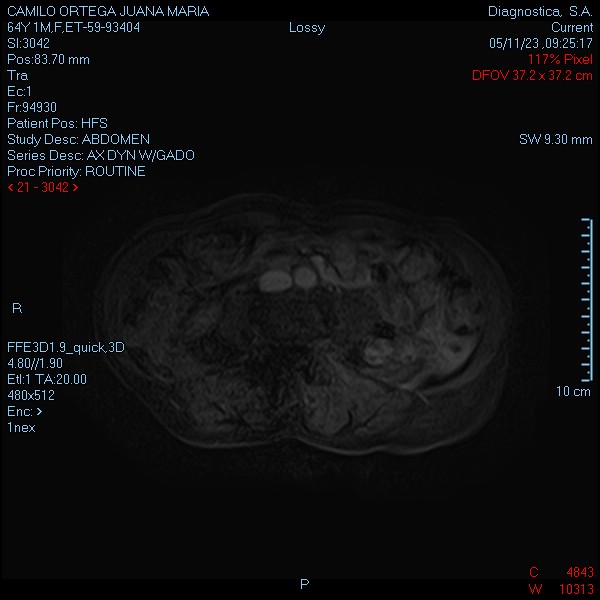 CAMILO ORTEGA JUANA MARIA
64Y 1M,F,ET-59-93404
Sl:3042
Pos:83.70 mm
Tra
Ec:1
Fr:94930
Patient Pos: HFS
Study Desc: ABDOMEN
Series Desc: AX DYN W/GADO
Proc Priority: ROUTINE
< 21 - 3042 >
Lossy
Diagnostica, S.A.
Current
05/11/23 ,09:25:17
117% Pixel
DFOV 37.2 x 37.2 cm
SW 9.30 mm
R
FFE3D1.9_quick,3D
4.80//1.90
Etl:1 TA:20.00
480x512
Enc: >
1nex
10 cm
P
C 4843
W 10313